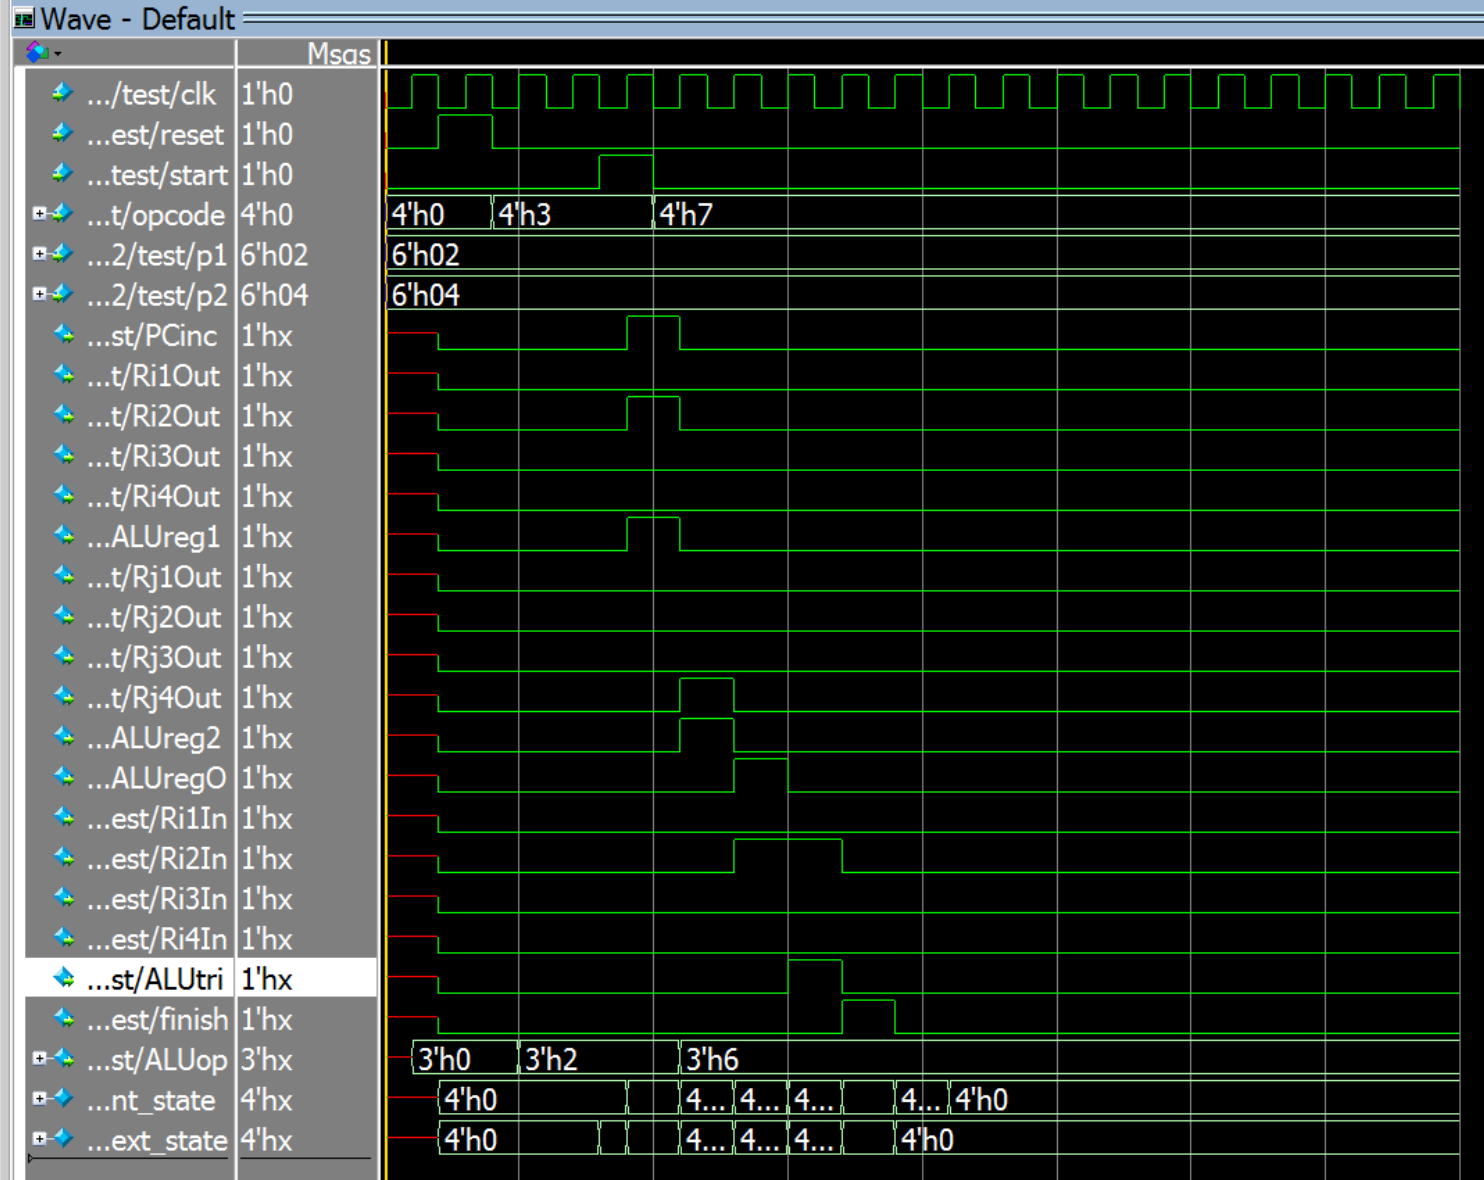 Wave - Default
Msgs
.../test/clk 1'h0
...est/reset 1'h0
...test/start 1'h0
...t/opcode 4'h0 4'h0 4'h3 4'h7
...2/test/p1 6'h02 6'h02
...2/test/p2 6'h04 6'h04
...st/PCinc 1'hx
...t/Ri1Out 1'hx
...t/Ri2Out 1'hx
...t/Ri3Out 1'hx
...t/Ri4Out 1'hx
...ALUreg1 1'hx
...t/Rj1Out 1'hx
...t/Rj2Out 1'hx
...t/Rj3Out 1'hx
...t/Rj4Out 1'hx
...ALUreg2 1'hx
...ALUregO 1'hx
...est/Ri1In 1'hx
...est/Ri2In 1'hx
...est/Ri3In 1'hx
...est/Ri4In 1'hx
...st/ALUtri 1'hx
...est/finish 1'hx
...st/ALUop 3'hx 3'h0 3'h2 3'h6
...nt_state 4'hx 4'h0 4... 4... 4... 4... 4'h0
...ext_state 4'hx 4'h0 4... 4... 4... 4'h0